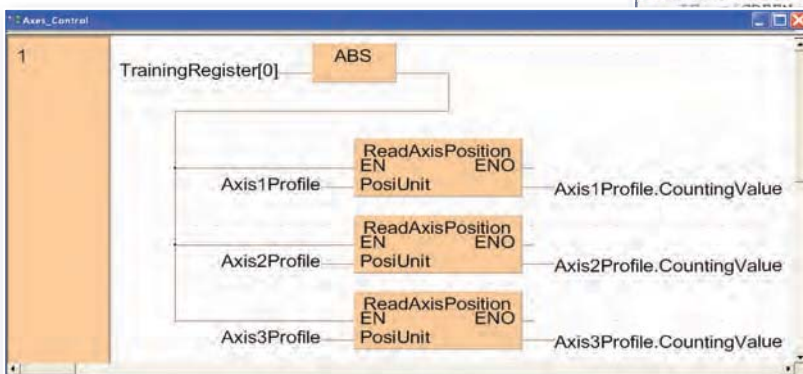 Axes_Control
1
ABS
TrainingRegister[0]
ReadAxisPosition
EN ENO
Axis1Profile PosiUnit Axis1Profile.CountingValue
ReadAxisPosition
EN ENO
Axis2Profile PosiUnit Axis2Profile.CountingValue
ReadAxisPosition
EN ENO
Axis3Profile PosiUnit Axis3Profile.CountingValue